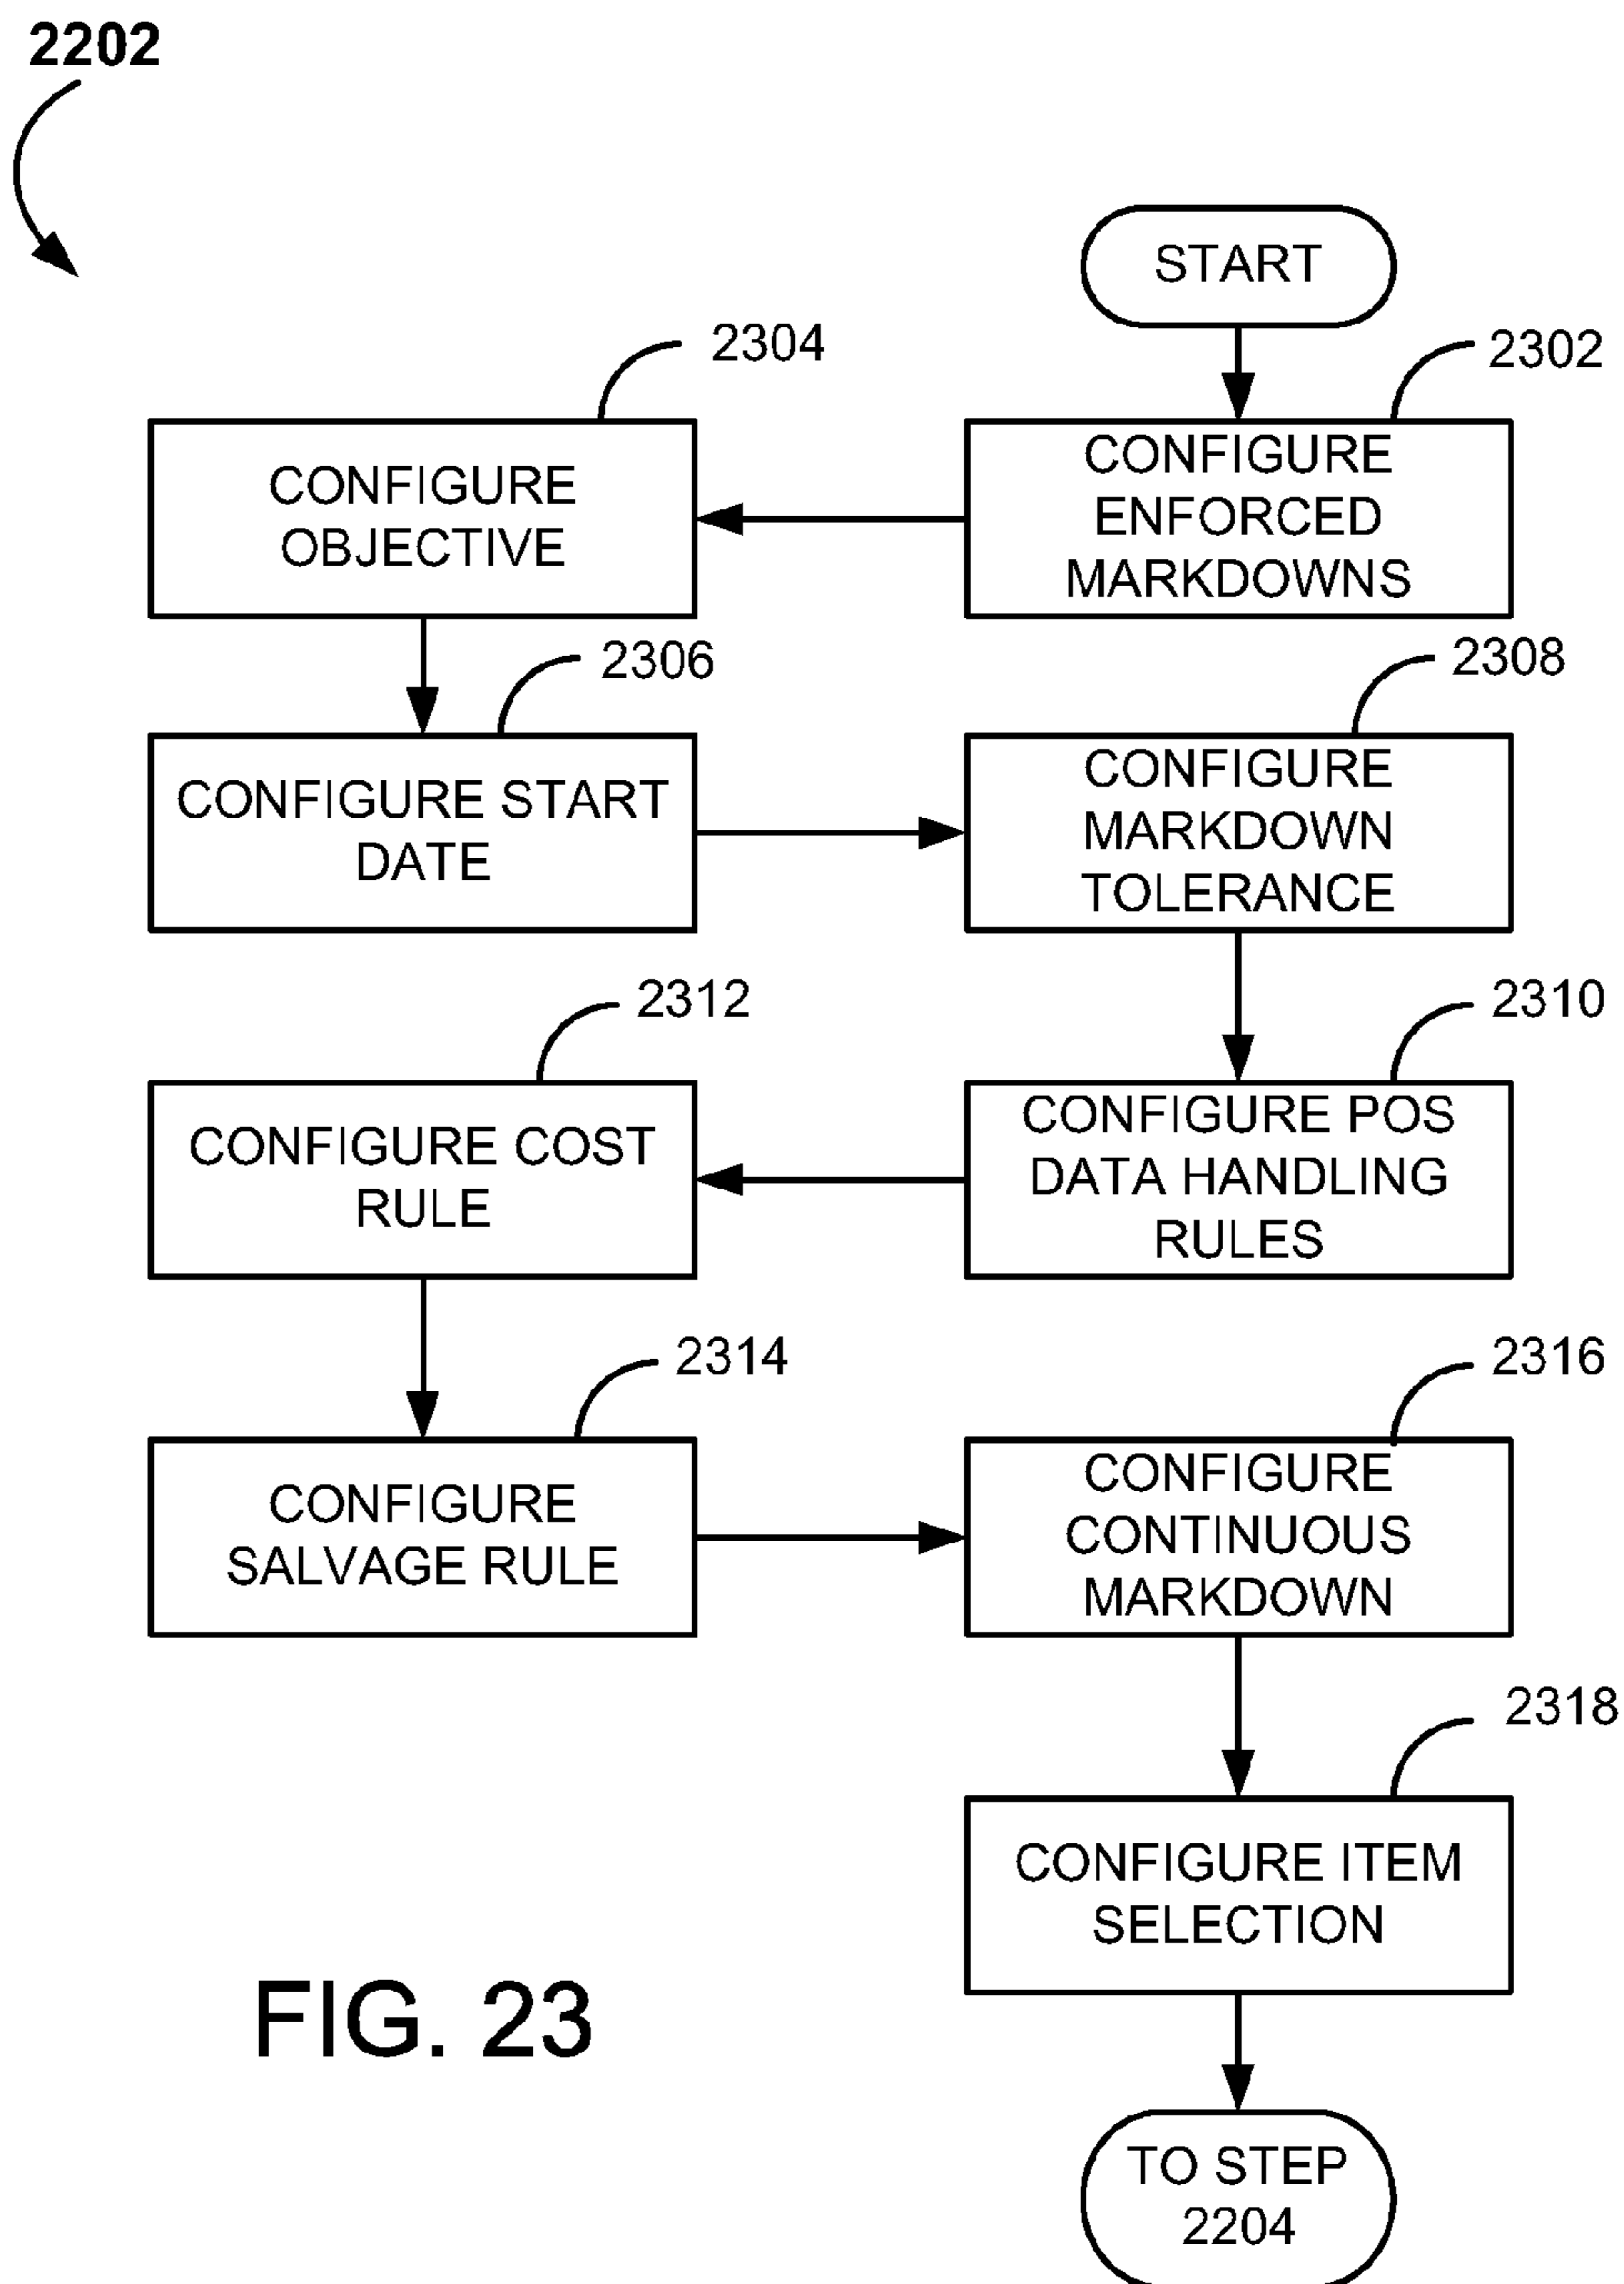 2202
START
2304
2302
CONFIGURE
OBJECTIVE
CONFIGURE
ENFORCED
MARKDOWNS
2306
2308
CONFIGURE START
DATE
CONFIGURE
MARKDOWN
TOLERANCE
2312
2310
CONFIGURE COST
RULE
CONFIGURE POS
DATA HANDLING
RULES
2314
2316
CONFIGURE
SALVAGE RULE
CONFIGURE
CONTINUOUS
MARKDOWN
2318
CONFIGURE ITEM
SELECTION
FIG. 23
TO STEP
2204